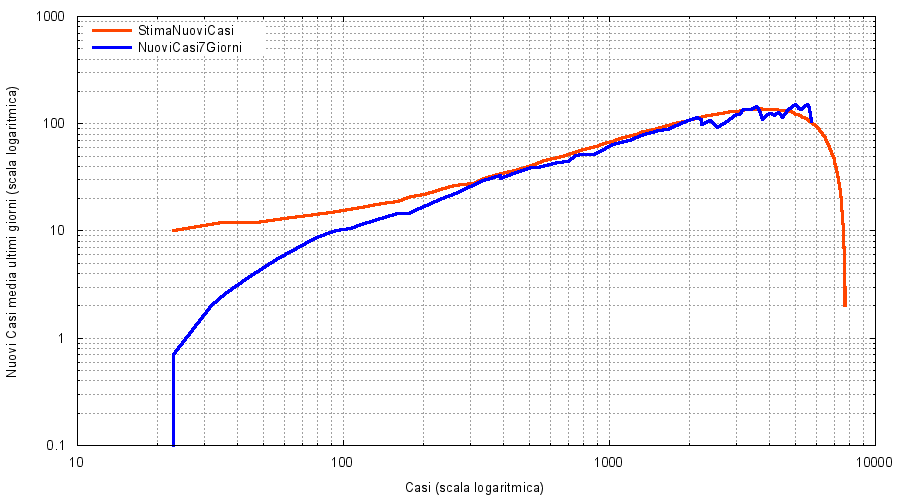 1000
StimaNuoviCasi
NuoviCasi7Giorni
100
10
1
0.1
Nuovi Casi media ultimi giorni (scala logaritmica)
10
100
1000
10000
Casi (scala logaritmica)